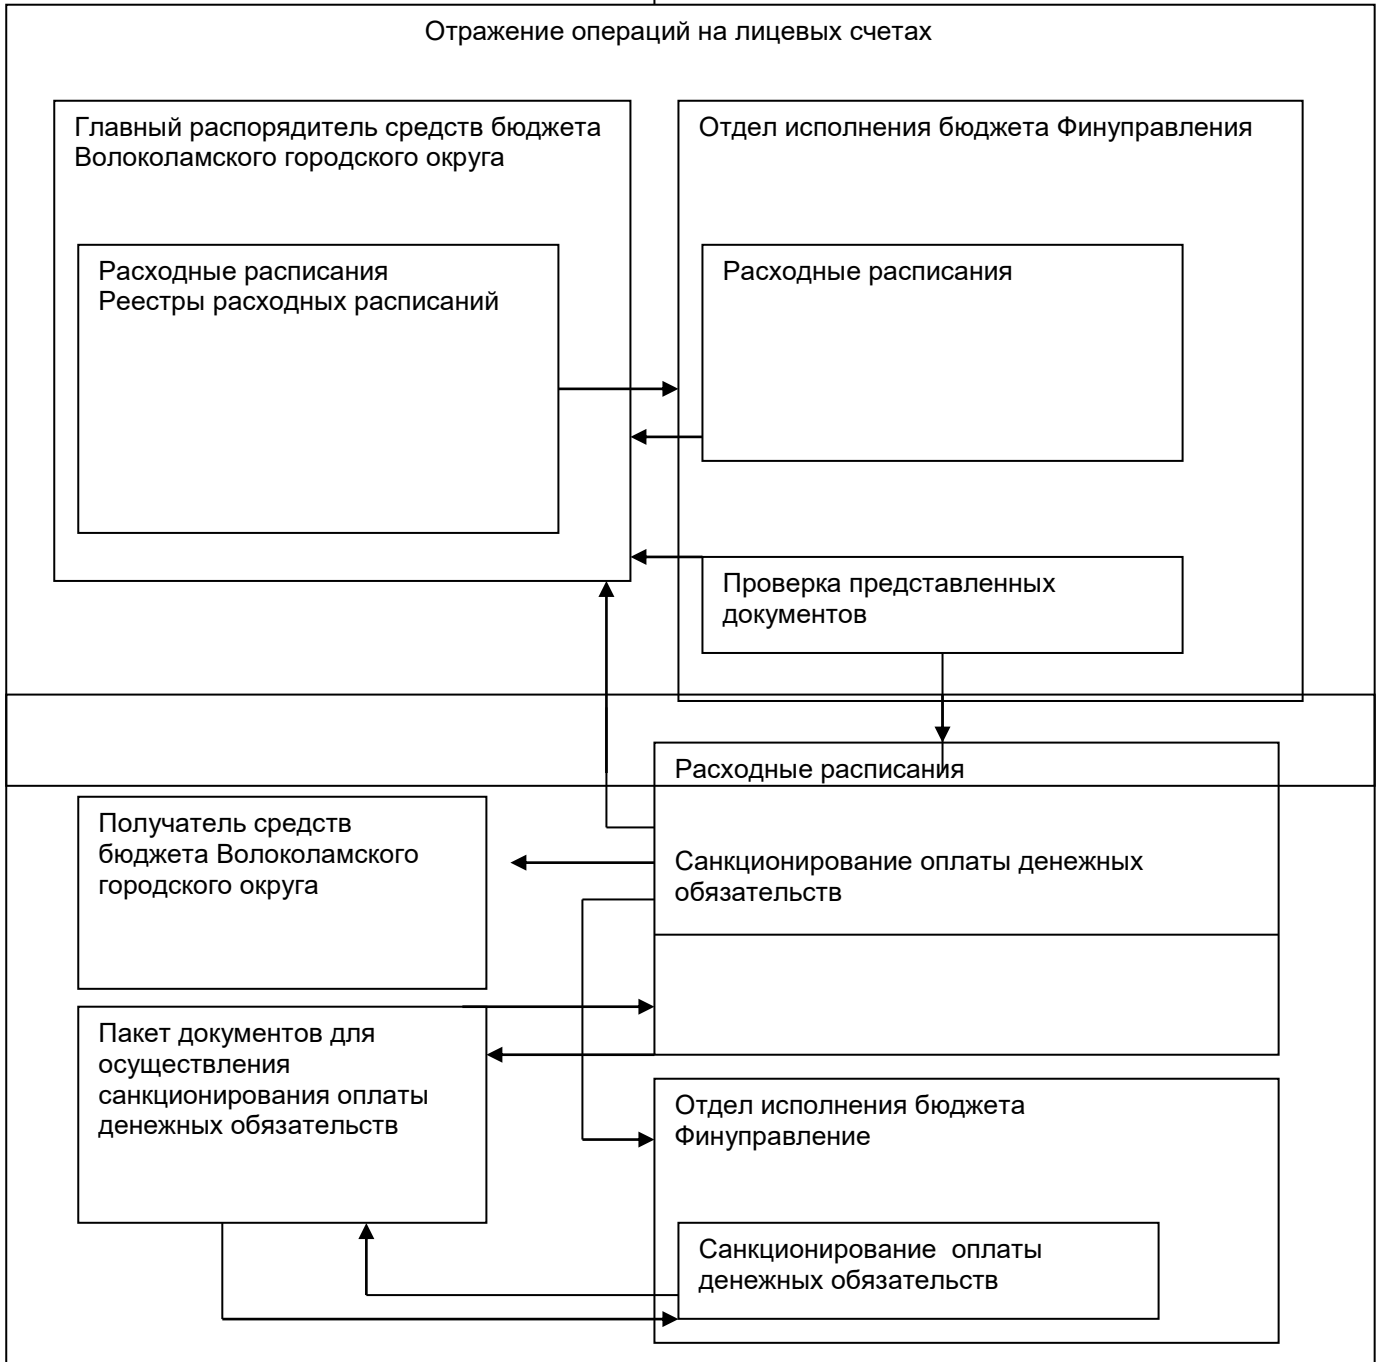 Отражение операций на лицевых счетах
Главный распорядитель средств бюджета
Волоколамского городского округа
Отдел исполнения бюджета Финуправления
Расходные расписания
Реестры расходных расписаний
Расходные расписания
Проверка представленных
документов
Расходные расписания
Получатель средств
бюджета Волоколамского
городского округа
Санкционирование оплаты денежных
обязательств
Пакет документов для
осуществления
санкционирования оплаты
денежных обязательств
Отдел исполнения бюджета
Финуправление
Санкционирование оплаты
денежных обязательств